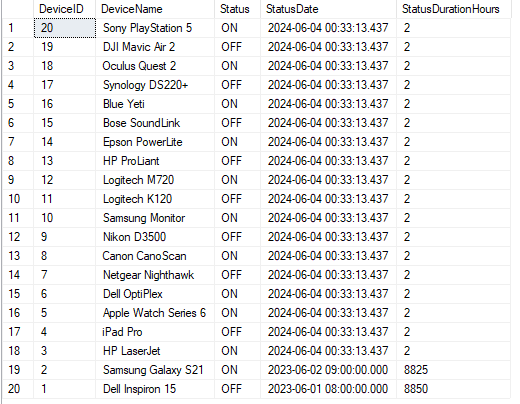 DeviceID DeviceName Status StatusDate StatusDurationHours
1 20 Sony PlayStation 5 ON 2024-06-04 00:33:13.437 2
2 19 DJI Mavic Air 2 OFF 2024-06-04 00:33:13.437 2
3 18 Oculus Quest 2 ON 2024-06-04 00:33:13.437 2
4 17 Synology DS220+ OFF 2024-06-04 00:33:13.437 2
5 16 Blue Yeti ON 2024-06-04 00:33:13.437 2
6 15 Bose SoundLink OFF 2024-06-04 00:33:13.437 2
7 14 Epson PowerLite ON 2024-06-04 00:33:13.437 2
8 13 HP ProLiant OFF 2024-06-04 00:33:13.437 2
9 12 Logitech M720 ON 2024-06-04 00:33:13.437 2
10 11 Logitech K120 OFF 2024-06-04 00:33:13.437 2
11 10 Samsung Monitor ON 2024-06-04 00:33:13.437 2
12 9 Nikon D3500 OFF 2024-06-04 00:33:13.437 2
13 8 Canon CanoScan ON 2024-06-04 00:33:13.437 2
14 7 Netgear Nighthawk OFF 2024-06-04 00:33:13.437 2
15 6 Dell OptiPlex ON 2024-06-04 00:33:13.437 2
16 5 Apple Watch Series 6 ON 2024-06-04 00:33:13.437 2
17 4 iPad Pro OFF 2024-06-04 00:33:13.437 2
18 3 HP LaserJet ON 2024-06-04 00:33:13.437 2
19 2 Samsung Galaxy S21 ON 2023-06-02 09:00:00.000 8825
20 1 Dell Inspiron 15 OFF 2023-06-01 08:00:00.000 8850